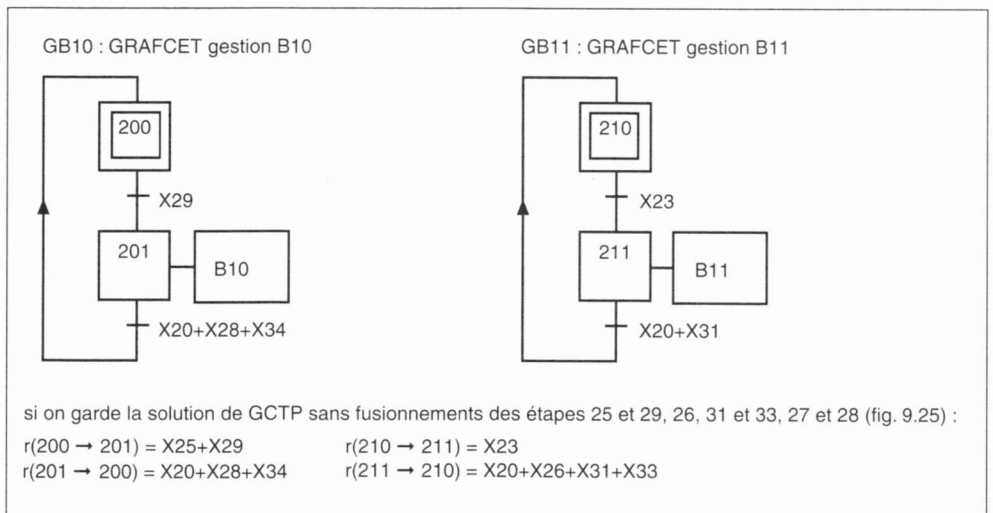 GB10 : GRAFCET gestion B10
200
X29
201
B10
X20+X28+X34
GB11 : GRAFCET gestion B11
210
X23
211
B11
X20+X31
si on garde la solution de GCTP sans fusionnements des étapes 25 et 29, 26, 31 et 33, 27 et 28 (fig. 9.25) :
r(200 → 201) = X25+X29
r(210 → 211) = X23
r(201 → 200) = X20+X28+X34
r(211 → 210) = X20+X26+X31+X33